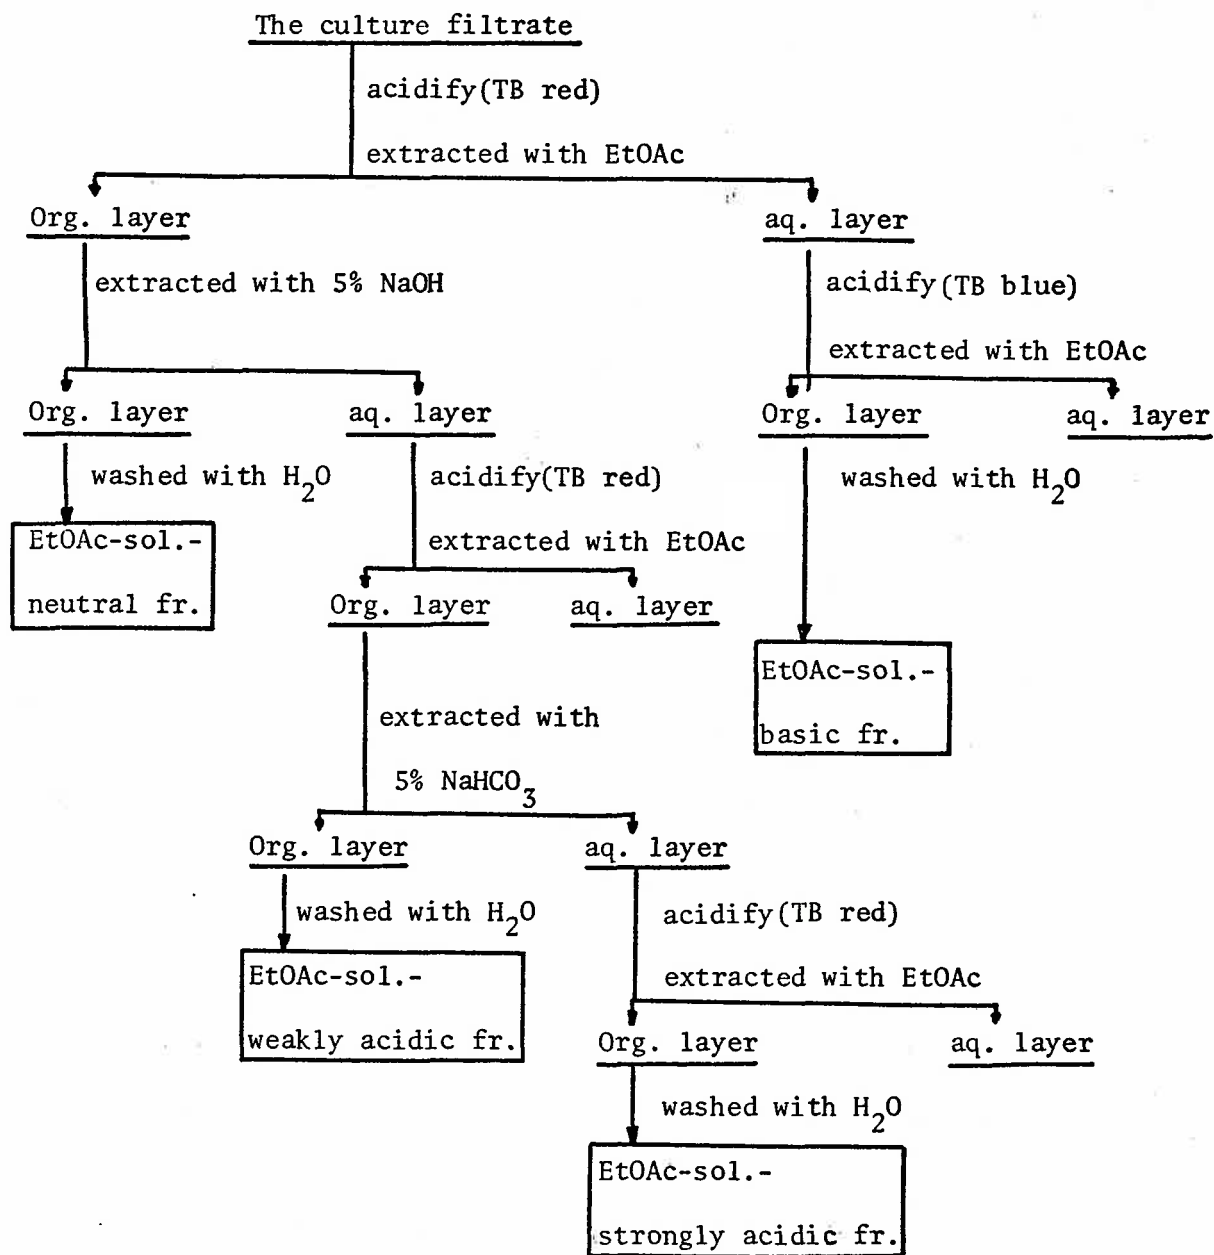 The culture filtrate
acidify(TB red)
extracted with EtOAc
Org. layer
aq. layer
extracted with 5% NaOH
acidify(TB blue)
extracted with EtOAc
Org. layer
aq. layer
Org. layer
aq. layer
washed with H2O
acidify(TB red)
washed with H2O
extracted with EtOAc
EtOAc-sol.-
neutral fr.
Org. layer
aq. layer
EtOAc-sol.-
basic fr.
extracted with
5% NaHCO3
Org. layer
aq. layer
washed with H2O
acidify(TB red)
extracted with EtOAc
EtOAc-sol.-
weakly acidic fr.
Org. layer
aq. layer
washed with H2O
EtOAc-sol.-
strongly acidic fr.